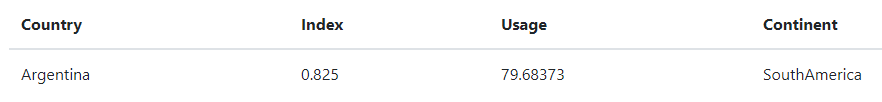 Country Index Usage Continent
Argentina 0.825 79.68373 SouthAmerica